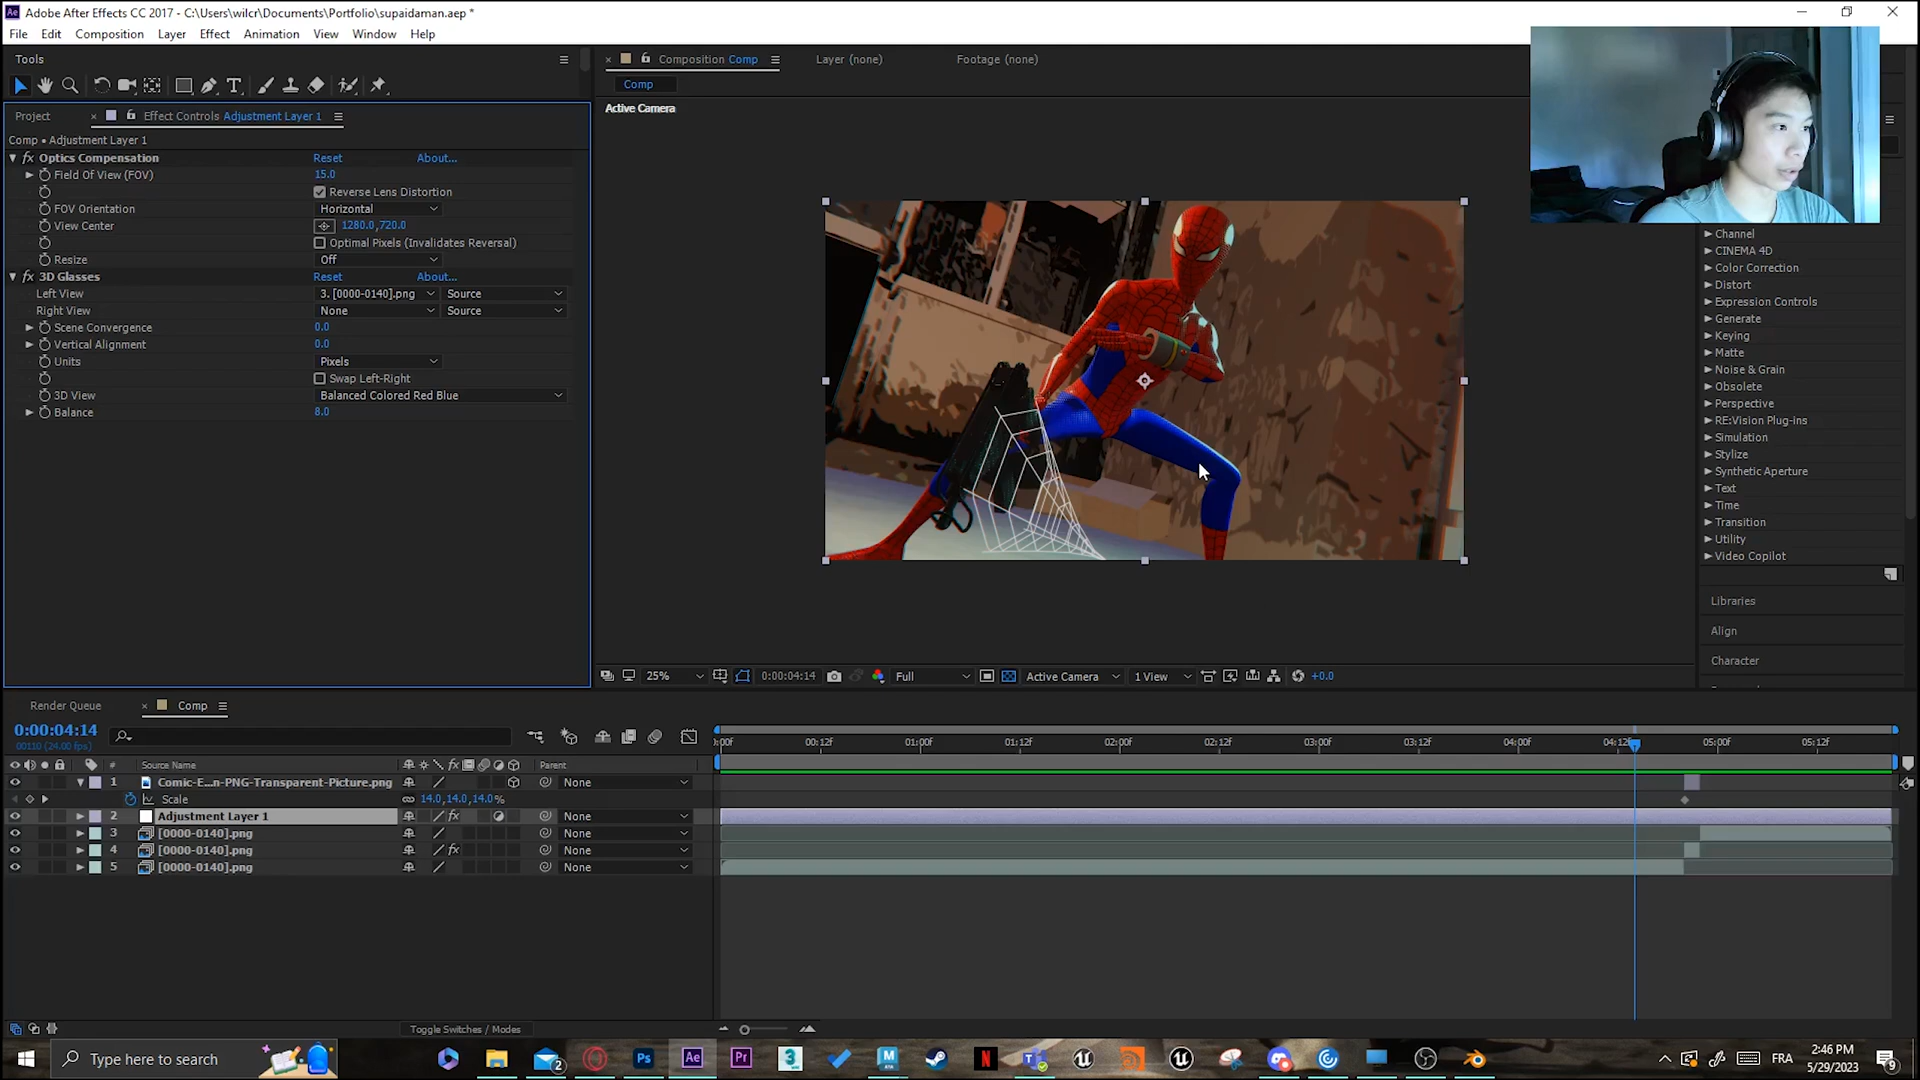 Adobe After Effects CC 2017 - C:\Users\wilcr\Documents\Portfolio\supaidaman.aep *
File Edit Composition Layer Effect Animation View Window Help
Tools
Composition Comp
Layer (none)
Footage (none)
Comp
Active Camera
Project
Effect Controls Adjustment Layer 1
Comp • Adjustment Layer 1
fx Optics Compensation Reset About...
Field Of View (FOV) 15.0
Reverse Lens Distortion
FOV Orientation Horizontal
View Center 1280.0,720.0
Optimal Pixels (Invalidates Reversal)
Resize Off
fx 3D Glasses Reset About...
Left View 3. [0000-0140].png Source
Right View None Source
Scene Convergence 0.0
Vertical Alignment 0.0
Units Pixels
Swap Left-Right
3D View Balanced Colored Red Blue
Balance 8.0
Channel
CINEMA 4D
Color Correction
Distort
Expression Controls
Generate
Keying
Matte
Noise & Grain
Obsolete
Perspective
RE:Vision Plug-ins
Simulation
Stylize
Synthetic Aperture
Text
Time
Transition
Utility
Video Copilot
Libraries
Align
Character
25% 0:00:04:14 Full Active Camera 1 View +0.0
Render Queue Comp
0:00:04:14
00110 (24.00 fps)
:00f 00:12f 01:00f 01:12f 02:00f 02:12f 03:00f 03:12f 04:00f 04:12f 05:00f 05:12f
# Source Name fx Parent
1 Comic-E...n-PNG-Transparent-Picture.png None
Scale 14.0,14.0,14.0%
2 Adjustment Layer 1 fx None
3 [0000-0140].png None
4 [0000-0140].png fx None
5 [0000-0140].png None
Toggle Switches / Modes
Type here to search
2
Ps Ae Pr 3 M N
FRA
2:46 PM
5/29/2023
9